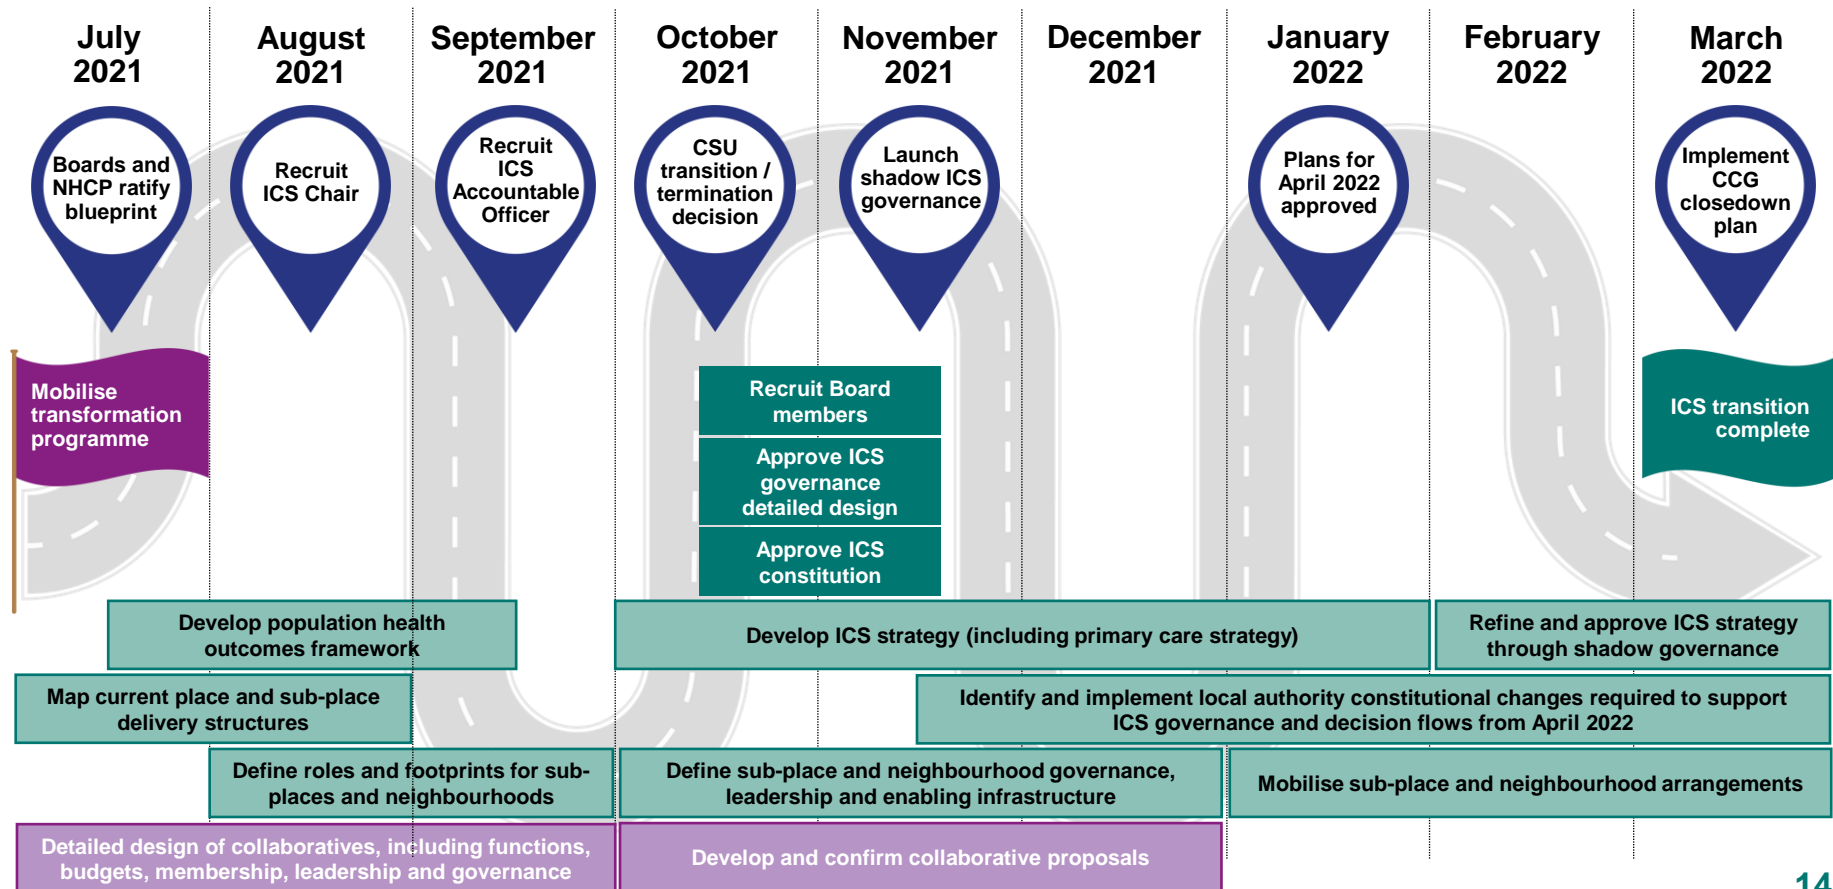 July
2021
August
2021
September
2021
October
2021
November
2021
December
2021
January
2022
February
2022
March
2022
Boards and
NHCP ratify
blueprint
Recruit
ICS Chair
Recruit
ICS
Accountable
Officer
CSU
transition /
termination
decision
Launch
shadow ICS
governance
Plans for
April 2022
approved
Implement
CCG
closedown
plan
Mobilise
transformation
programme
Recruit Board
members
Approve ICS
governance
detailed design
Approve ICS
constitution
ICS transition
complete
Develop population health
outcomes framework
Develop ICS strategy (including primary care strategy)
Refine and approve ICS strategy
through shadow governance
Map current place and sub-place
delivery structures
Identify and implement local authority constitutional changes required to support
ICS governance and decision flows from April 2022
Define roles and footprints for sub-
places and neighbourhoods
Define sub-place and neighbourhood governance,
leadership and enabling infrastructure
Mobilise sub-place and neighbourhood arrangements
Detailed design of collaboratives, including functions,
budgets, membership, leadership and governance
Develop and confirm collaborative proposals
14